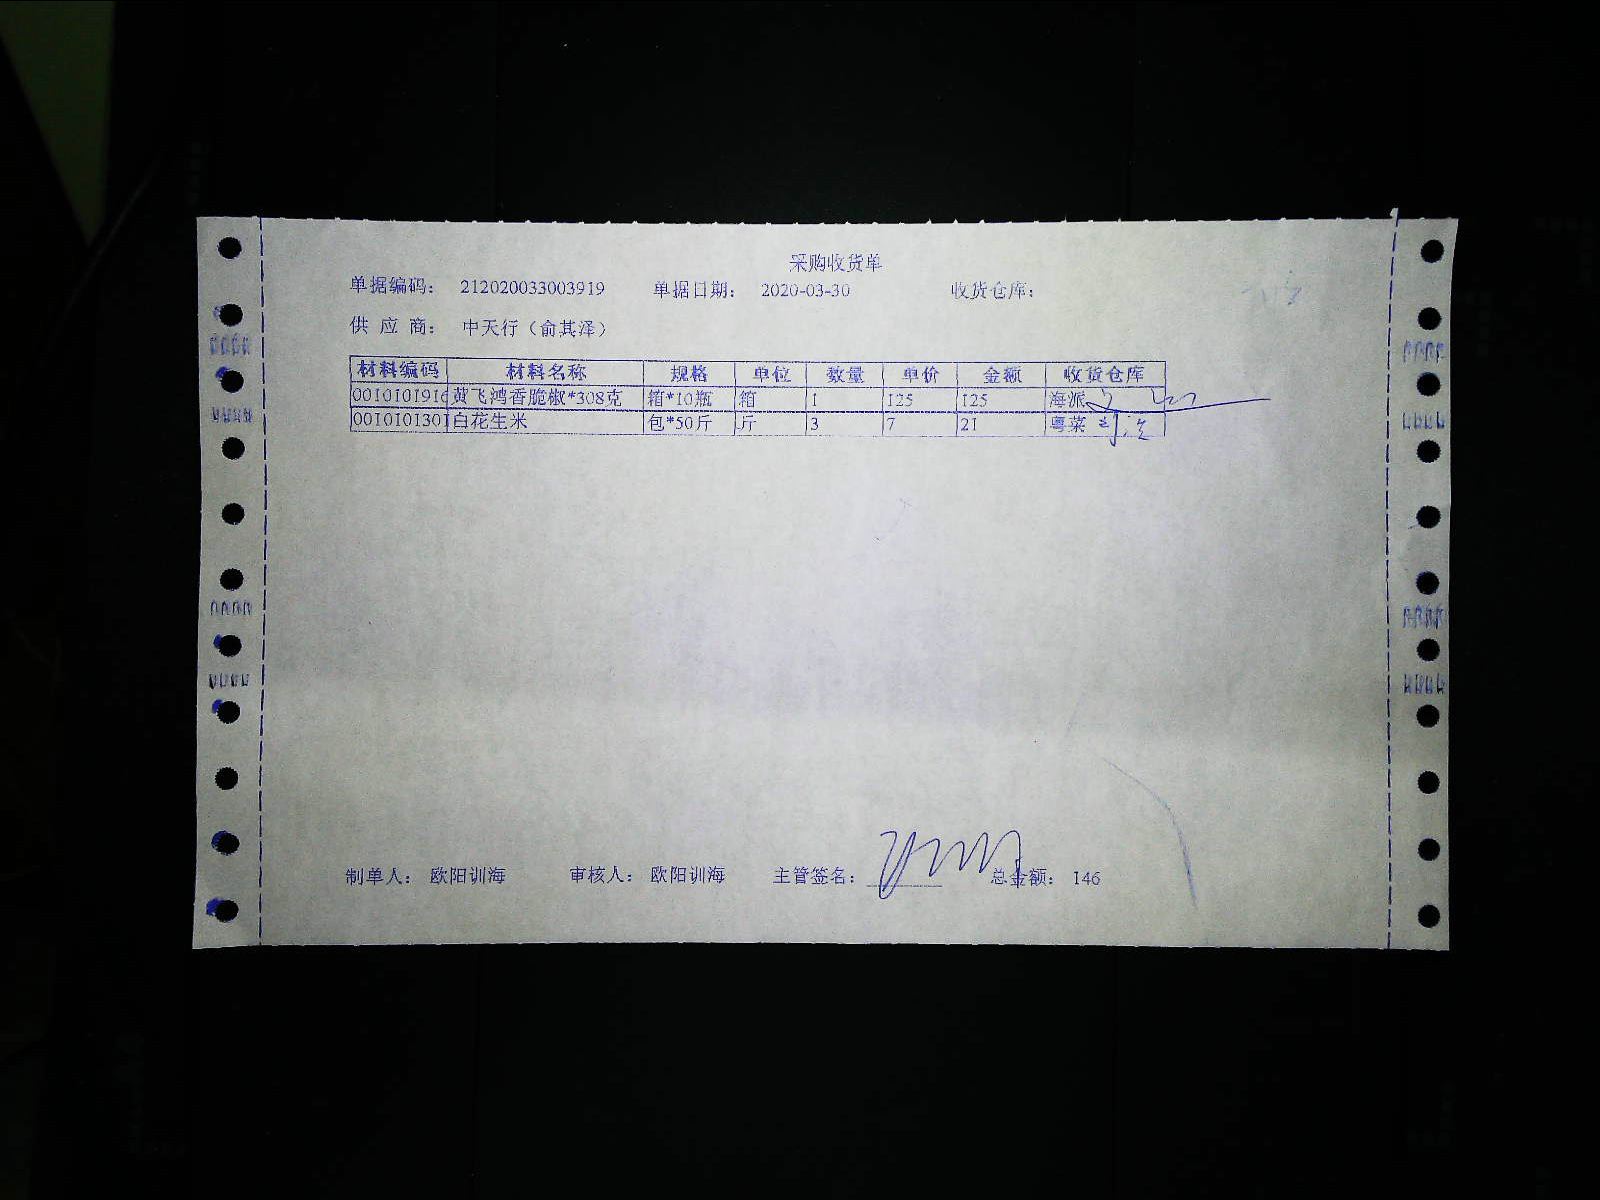 采购收货单
单据编码： 212020033003919 单据日期： 2020-03-30 收货仓库：
供 应 商： 中天行（俞其泽）
材料编码 材料名称 规格 单位 数量 单价 金额 收货仓库
0010101916 黄飞鸿香脆椒*308克 箱*10瓶 箱 1 125 125 海派
0010101301 白花生米 包*50斤 斤 3 7 21 粤菜
制单人： 欧阳训海 审核人： 欧阳训海 主管签名： 总金额： 146